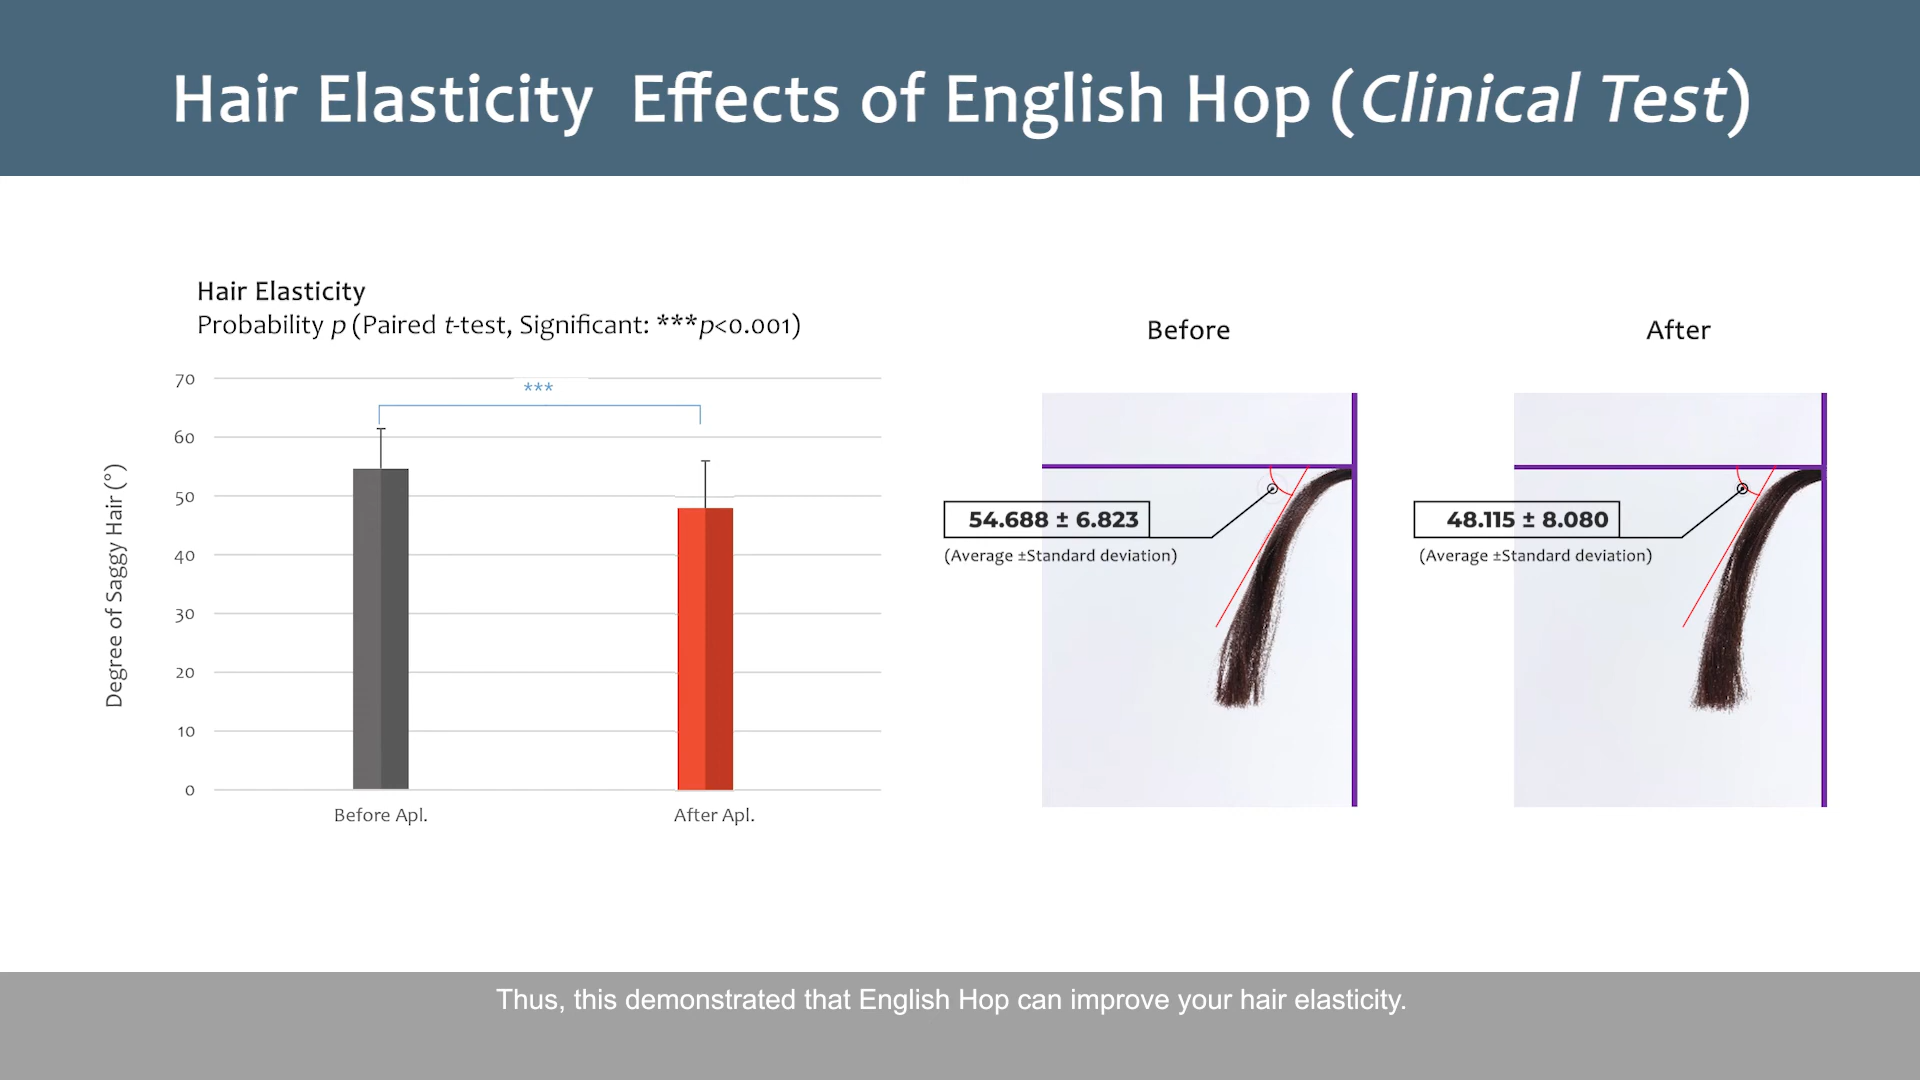 Hair Elasticity Effects of English Hop (Clinical Test)
Hair Elasticity
Probability p (Paired t-test, Significant: ***p<0.001)
Degree of Saggy Hair (°)
70
60
50
40
30
20
10
0
***
Before Apl.
After Apl.
Before
54.688 ± 6.823
(Average ±Standard deviation)
After
48.115 ± 8.080
(Average ±Standard deviation)
Thus, this demonstrated that English Hop can improve your hair elasticity.